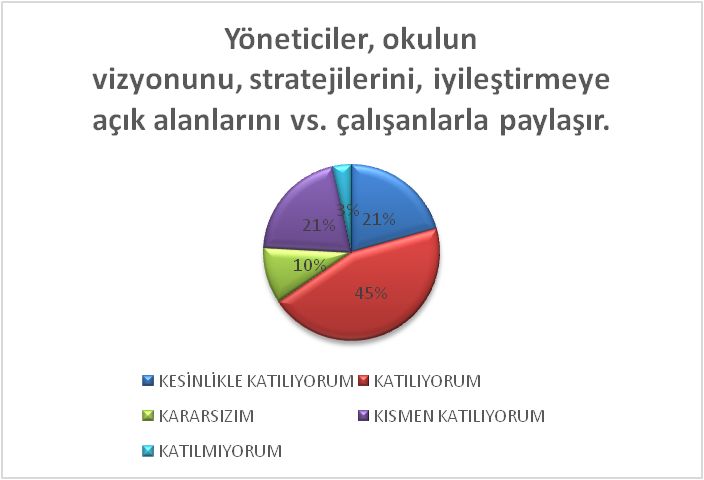 Yöneticiler, okulun
vizyonunu, stratejilerini, iyileştirmeye
açık alanlarını vs. çalışanlarla paylaşır.
3%
21%
21%
10%
45%
KESİNLİKLE KATILIYORUM
KATILIYORUM
KARARSIZIM
KISMEN KATILIYORUM
KATILMIYORUM